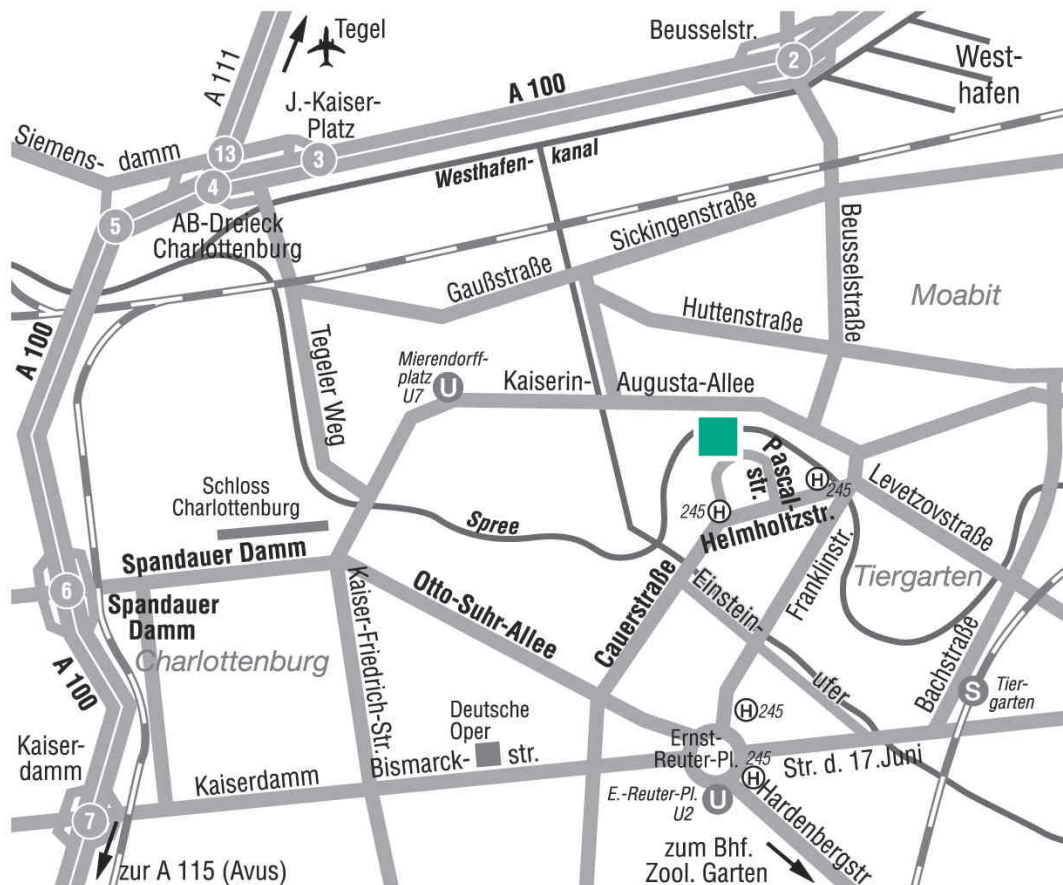 Tegel
A 111
Beusselstr.
2
West-
hafen
J.-Kaiser-
Platz
A 100
Siemens-
damm
13
3
4
5
Westhafen-
kanal
AB-Dreieck
Charlottenburg
Sickingenstraße
Beusselstraße
Gaußstraße
Moabit
Huttenstraße
A 100
Tegeler Weg
Mierendorff-
platz
U7
U
Kaiserin-
Augusta-Allee
Pascal-
str.
H
245
245
H
Helmholtzstr.
Levetzovstraße
Schloss
Charlottenburg
Spree
Spandauer Damm
Franklinstr.
Tiergarten
6
Spandauer
Damm
Kaiser-Friedrich-Str.
Otto-Suhr-Allee
Cauerstraße
Einstein-
ufer
Charlottenburg
A 100
Bachstraße
S
Tier-
garten
Deutsche
Oper
H
245
Ernst-
Reuter-Pl.
245
H
Kaiser-
damm
Kaiserdamm
Bismarck-
str.
Str. d. 17.Juni
E.-Reuter-Pl.
U2
U
Hardenbergstr
7
zur A 115 (Avus)
zum Bhf.
Zool. Garten